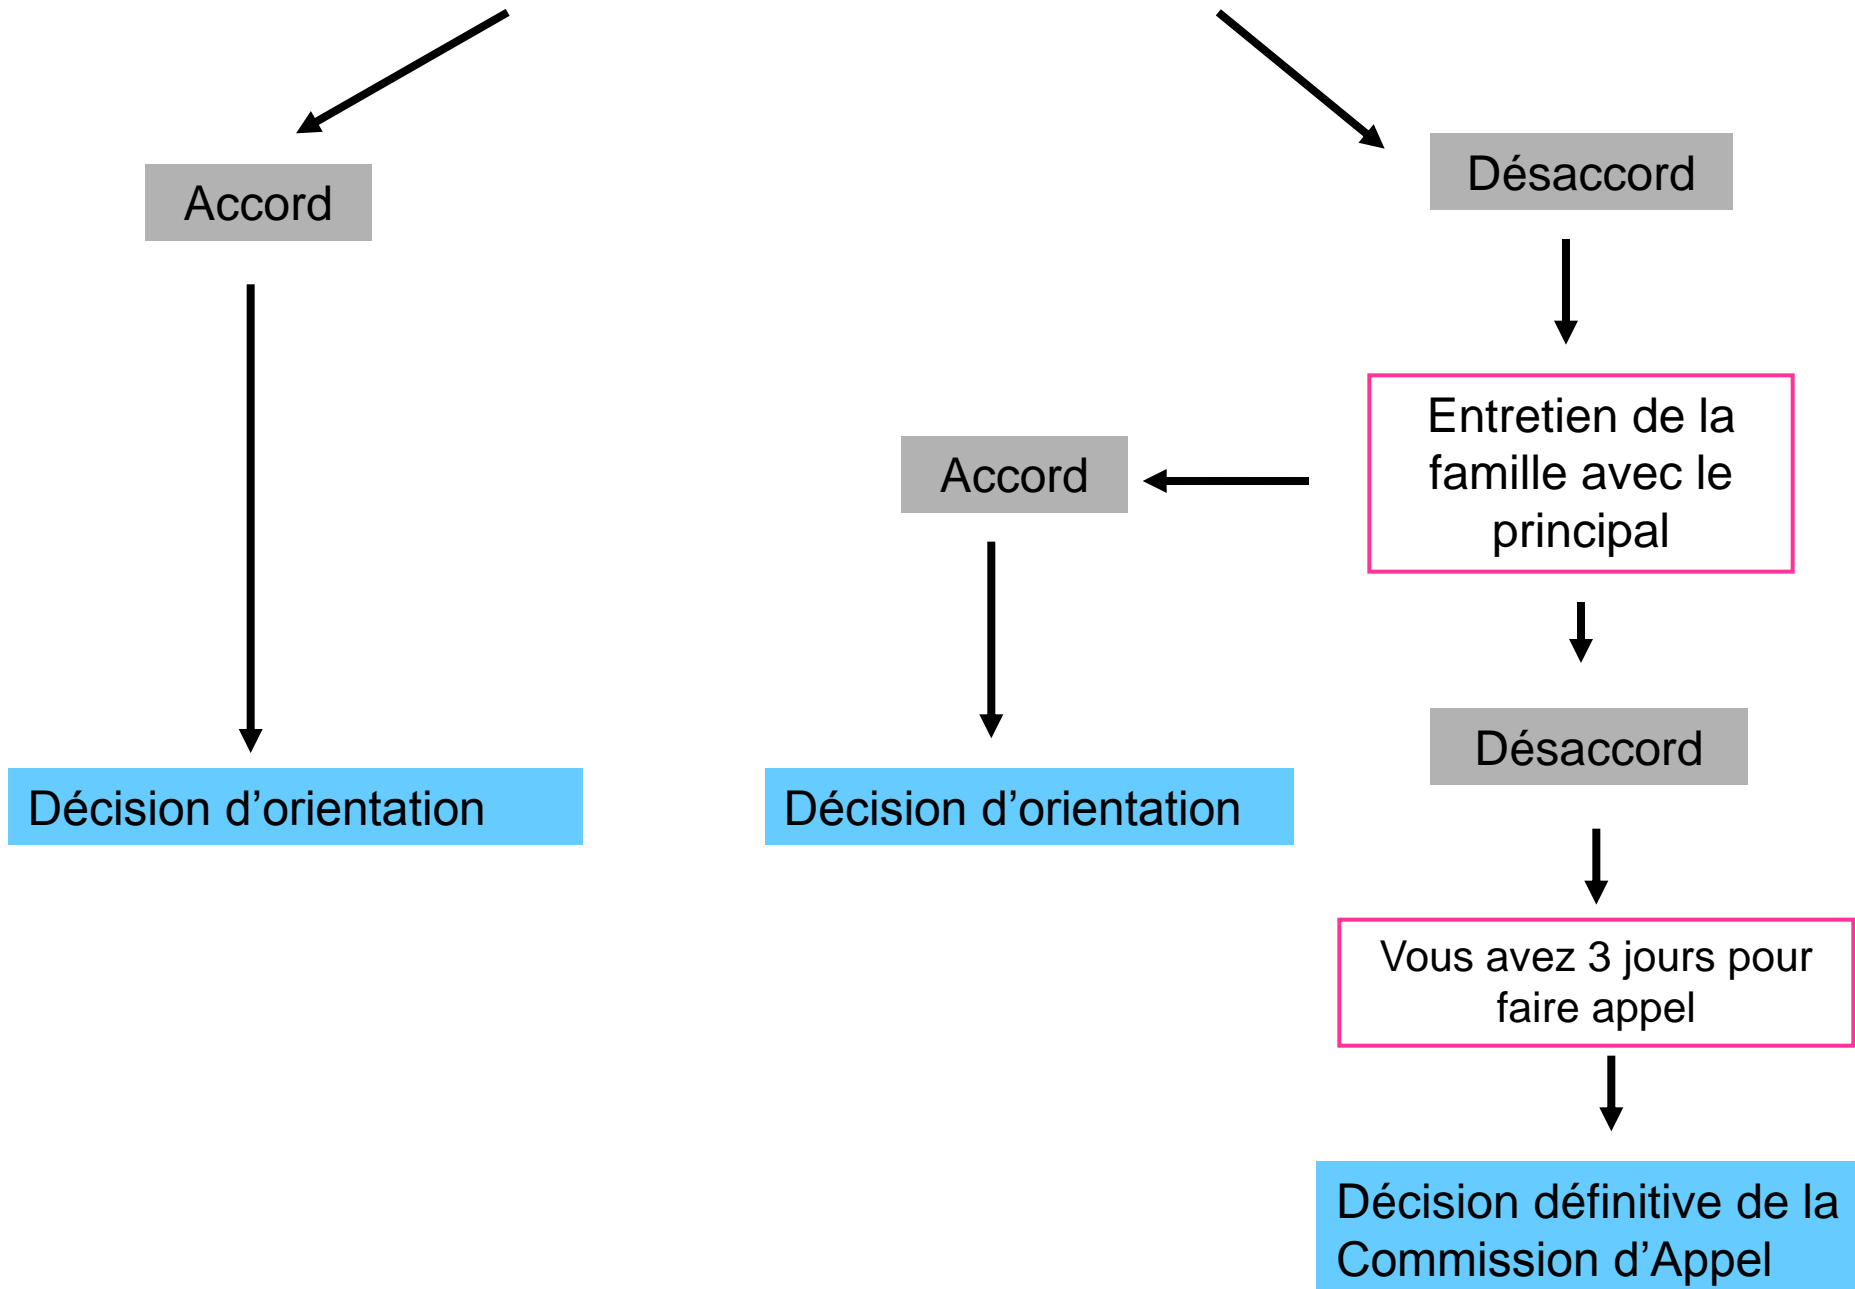 Accord
Désaccord
Entretien de la
famille avec le
principal
Accord
Désaccord
Décision d’orientation
Décision d’orientation
Vous avez 3 jours pour
faire appel
Décision définitive de la
Commission d’Appel